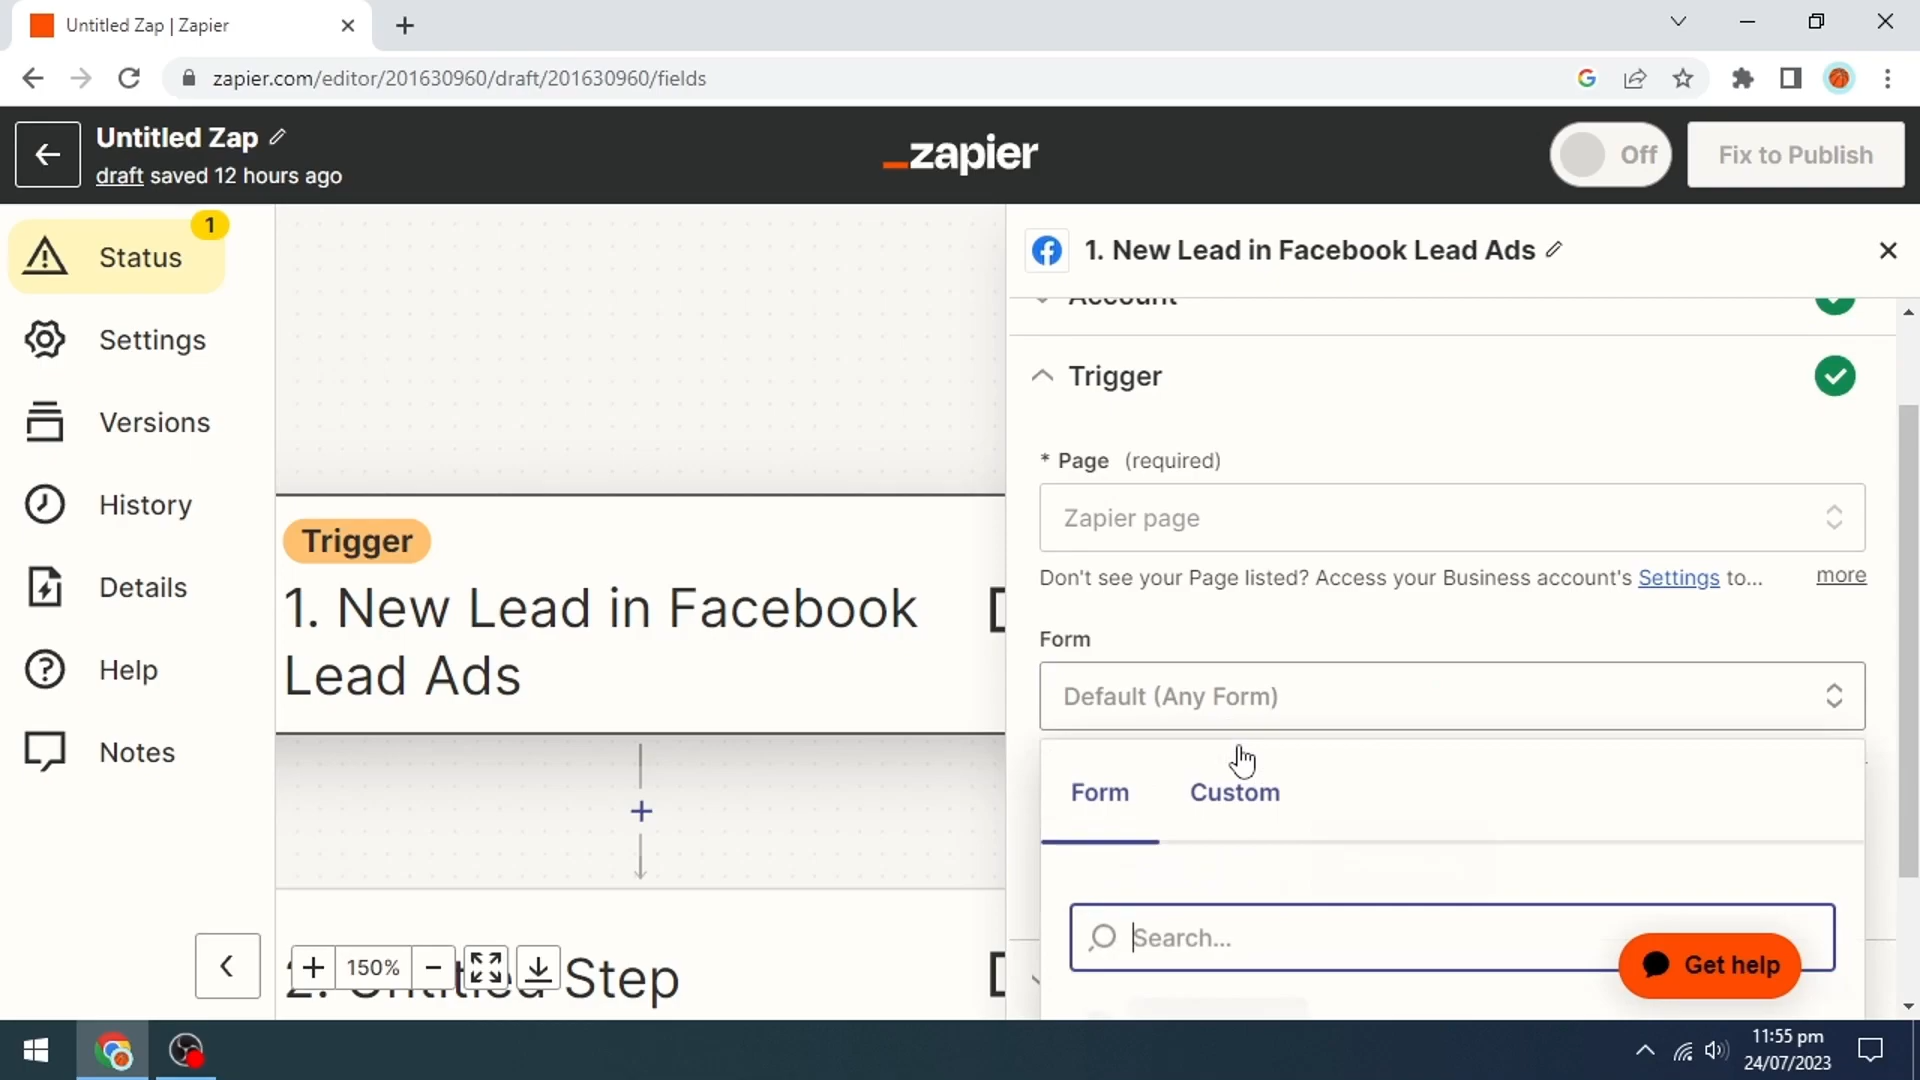 Untitled Zap | Zapier
zapier.com/editor/201630960/draft/201630960/fields
Untitled Zap
draft saved 12 hours ago
zapier
Off
Fix to Publish
1
Status
Settings
Versions
History
Details
Help
Notes
Trigger
1. New Lead in Facebook
Lead Ads
150%
2. Untitled Step
1. New Lead in Facebook Lead Ads
Account
Trigger
* Page (required)
Zapier page
Don't see your Page listed? Access your Business account's Settings to... more
Form
Default (Any Form)
Form Custom
Search...
Get help
11:55 pm
24/07/2023